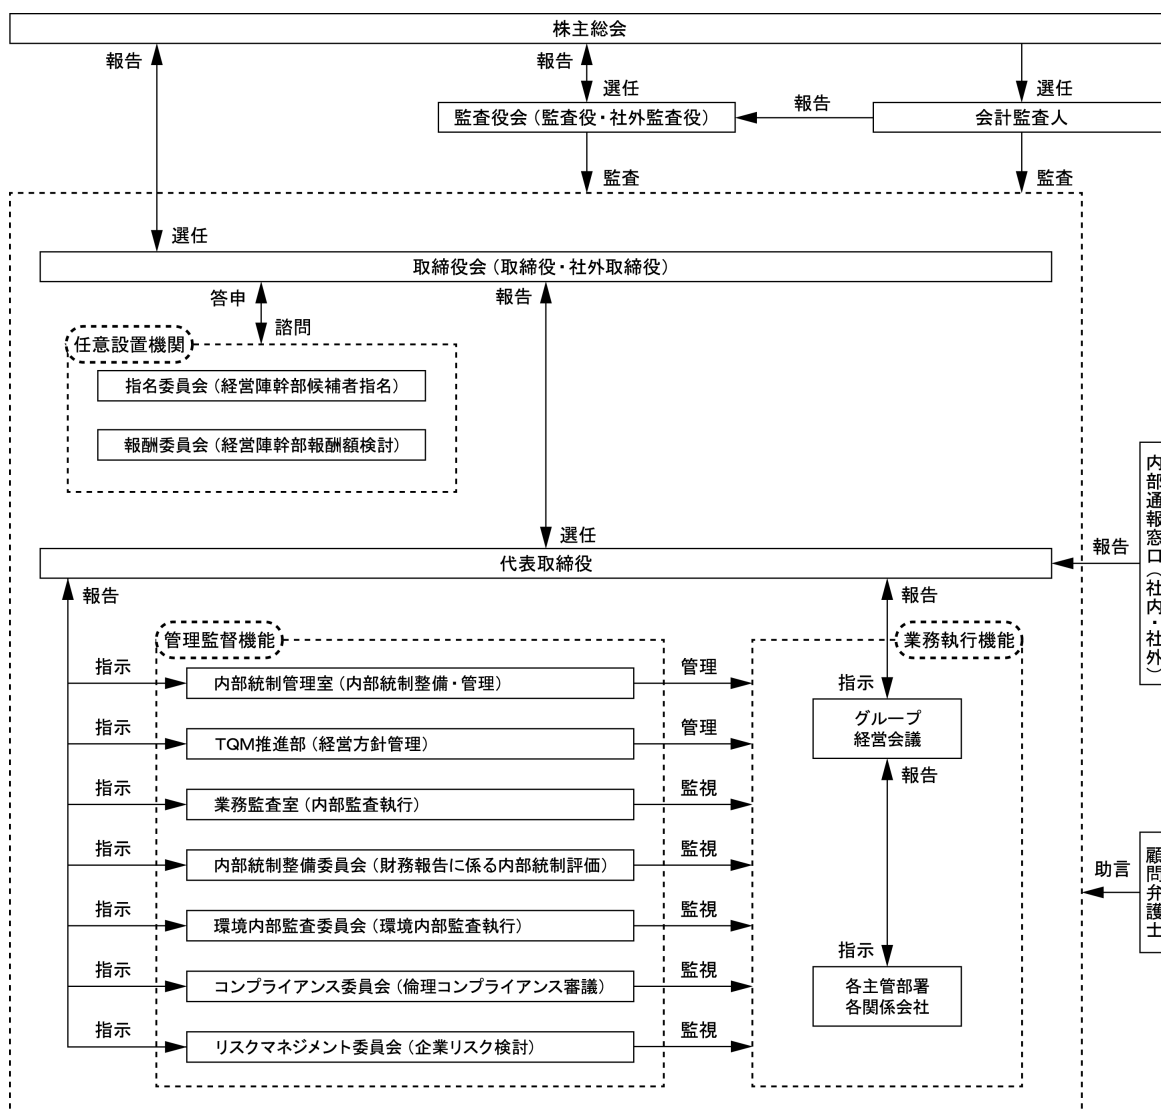 株主総会
報告
報告
選任
選任
監査役会（監査役・社外監査役）
報告
会計監査人
監査
監査
選任
取締役会（取締役・社外取締役）
答申
報告
諮問
任意設置機関
指名委員会（経営陣幹部候補者指名）
報酬委員会（経営陣幹部報酬額検討）
内部通報窓口（社内・社外）
選任
報告
代表取締役
報告
報告
管理監督機能
業務執行機能
指示
内部統制管理室（内部統制整備・管理）
管理
指示
グループ
経営会議
指示
TQM推進部（経営方針管理）
管理
報告
指示
業務監査室（内部監査執行）
監視
指示
内部統制整備委員会（財務報告に係る内部統制評価）
監視
助言
顧問弁護士
指示
環境内部監査委員会（環境内部監査執行）
監視
指示
指示
コンプライアンス委員会（倫理コンプライアンス審議）
監視
各主管部署
各関係会社
指示
リスクマネジメント委員会（企業リスク検討）
監視